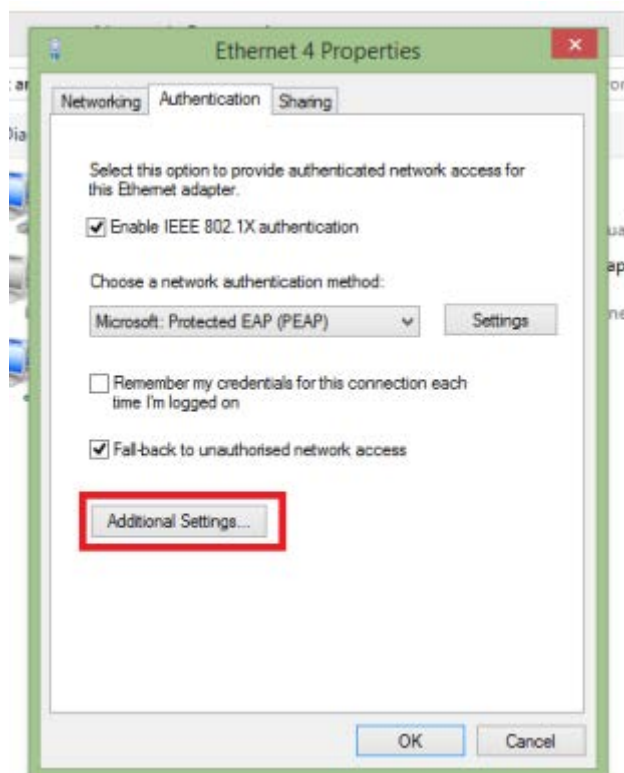 Ethernet 4 Properties
Networking
Authentication
Sharing
Select this option to provide authenticated network access for
this Ethernet adapter.
Enable IEEE 802.1X authentication
Choose a network authentication method:
Microsoft: Protected EAP (PEAP)
Settings
Remember my credentials for this connection each
time I'm logged on
Fall-back to unauthorised network access
Additional Settings...
OK
Cancel